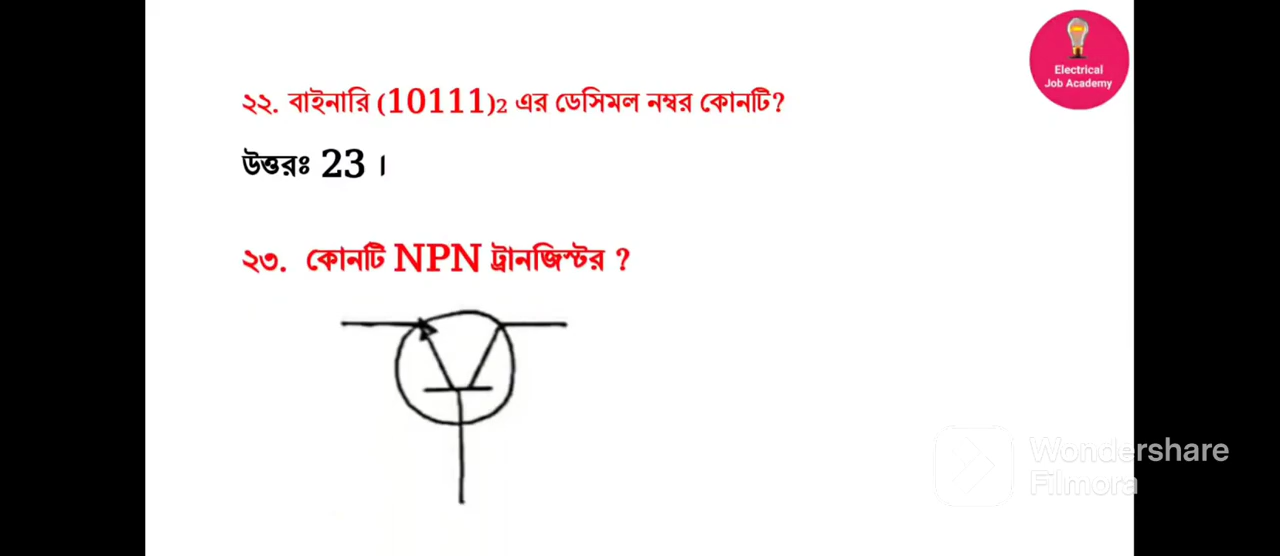 Electrical
Job Academy
২২. বাইনারি (10111)2 এর ডেসিমল নম্বর কোনটি?
উত্তরঃ 23 ।
২৩. কোনটি NPN ট্রানজিস্টর ?
Wondershare
Filmora